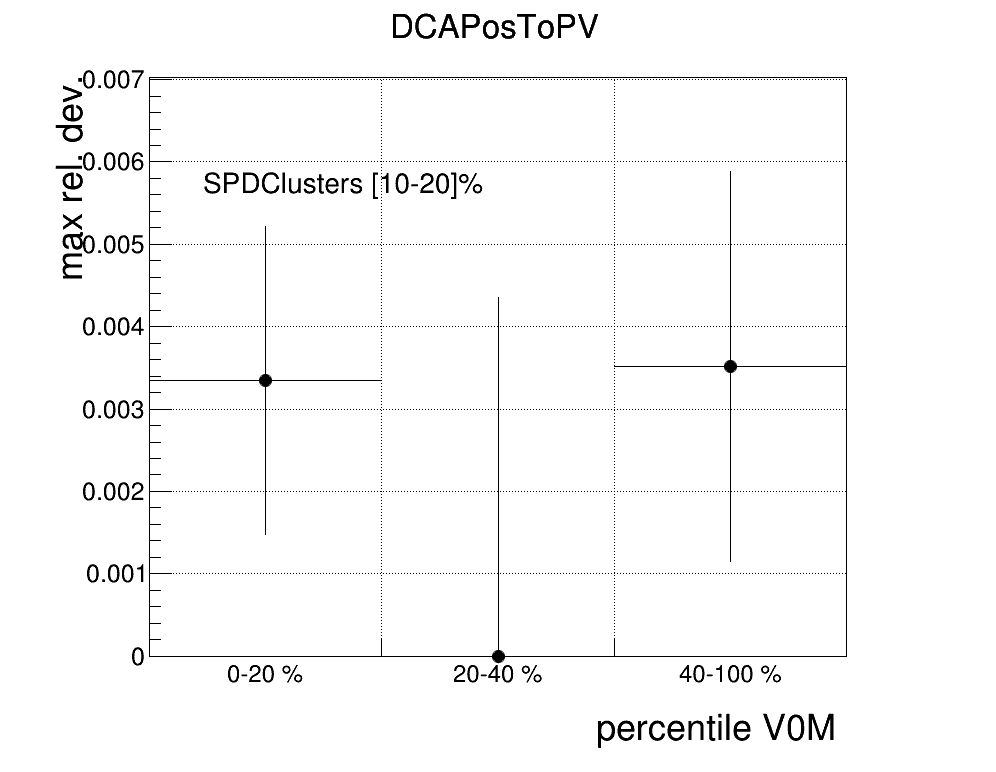 DCAPosToPV
max rel. dev.
0.007
0.006
SPDClusters [10-20]%
0.005
0.004
0.003
0.002
0.001
0
0-20 % 20-40 % 40-100 %
percentile V0M